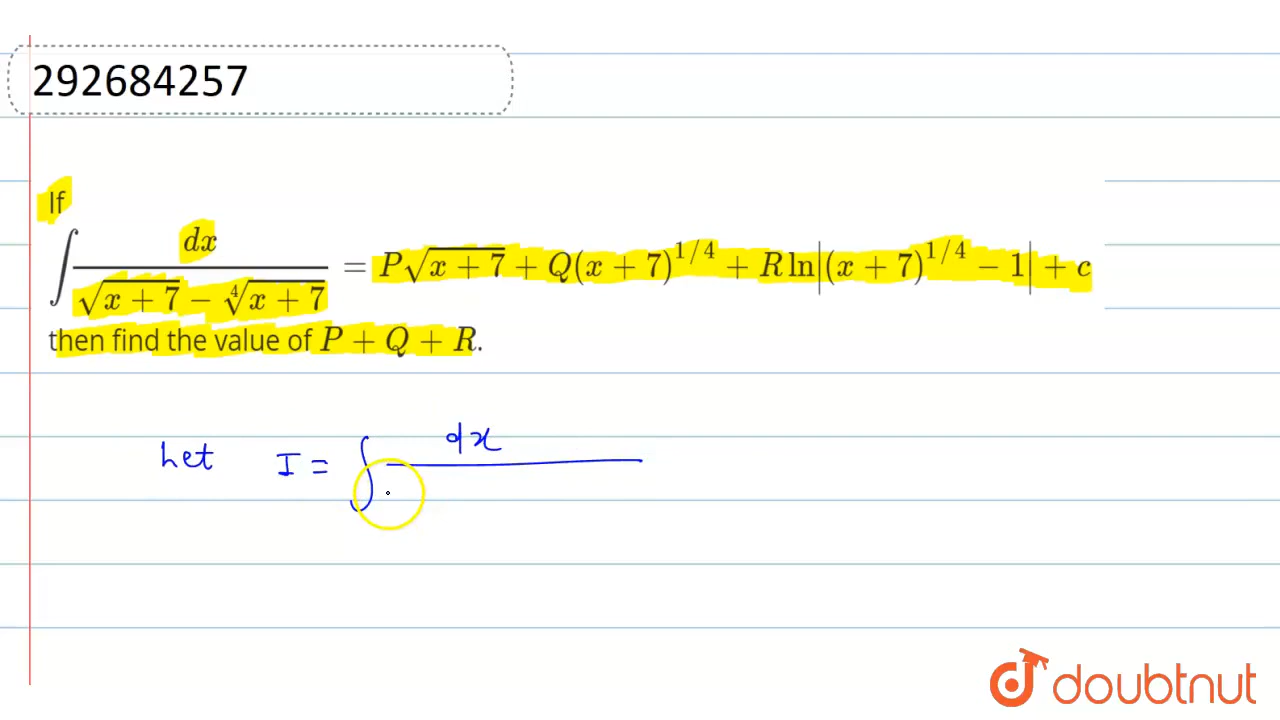 292684257
If
∫ dx / (√(x + 7) − ∜(x + 7)) = P√(x + 7) + Q(x + 7)^{1/4} + R ln|(x + 7)^{1/4} − 1| + c
then find the value of P + Q + R.
Let I = ∫ dx
doubtnut